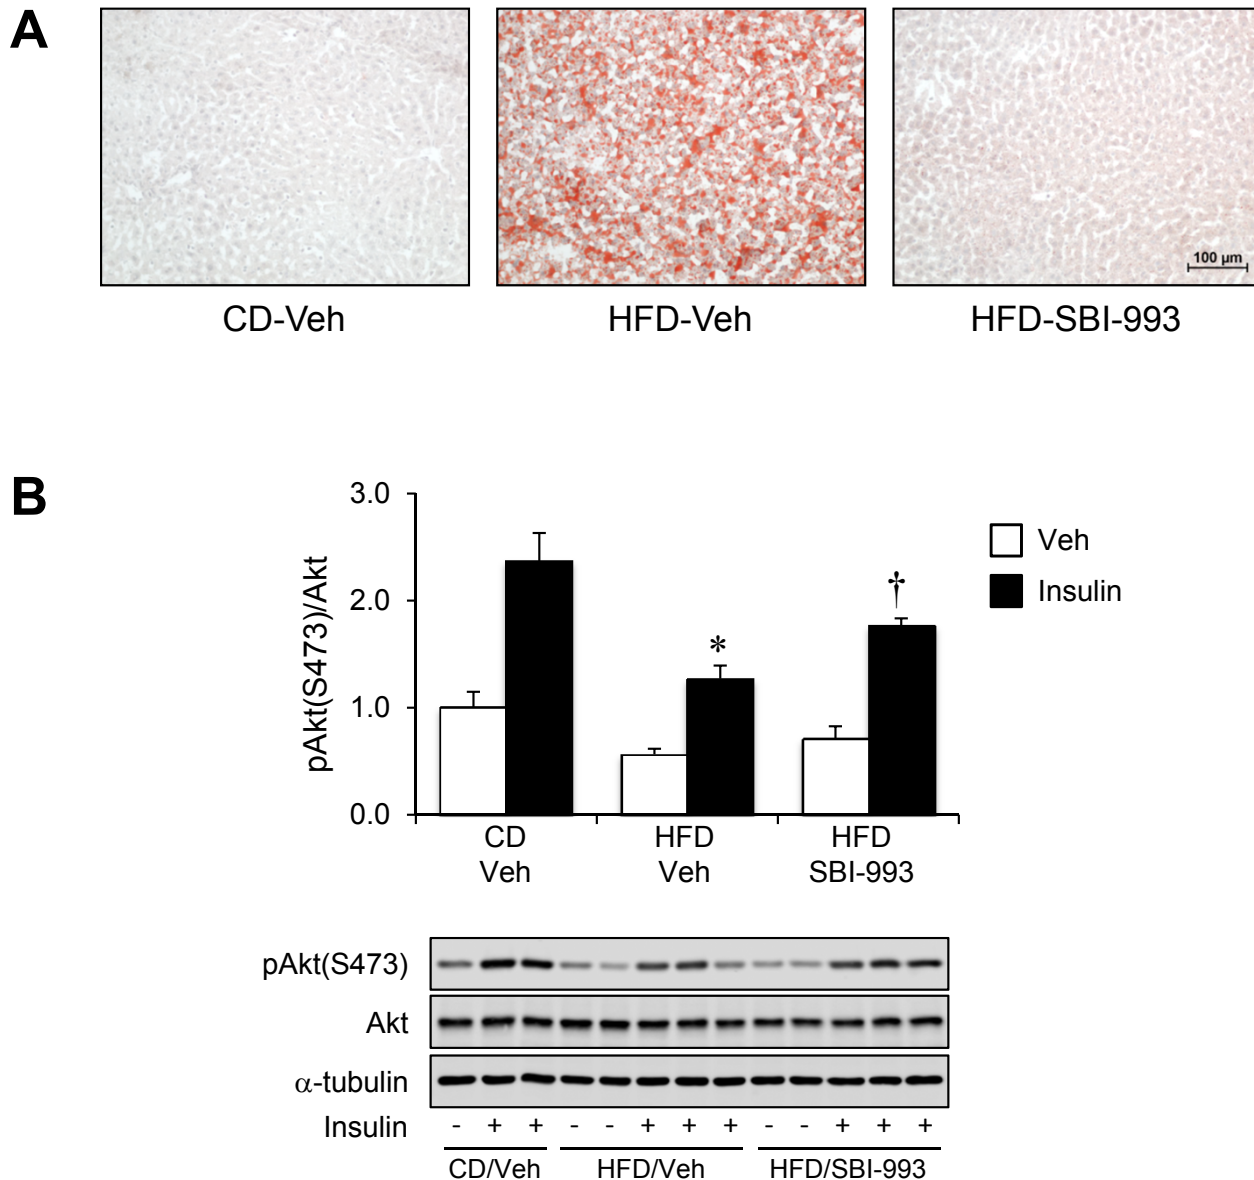 A
100 µm
CD-Veh HFD-Veh HFD-SBI-993
B
pAkt(S473)/Akt
3.0
2.0
1.0
0.0
*
†
Veh
Insulin
CD HFD HFD
Veh Veh SBI-993
pAkt(S473)
Akt
α-tubulin
Insulin - + + - - + + + - - + + +
CD/Veh HFD/Veh HFD/SBI-993